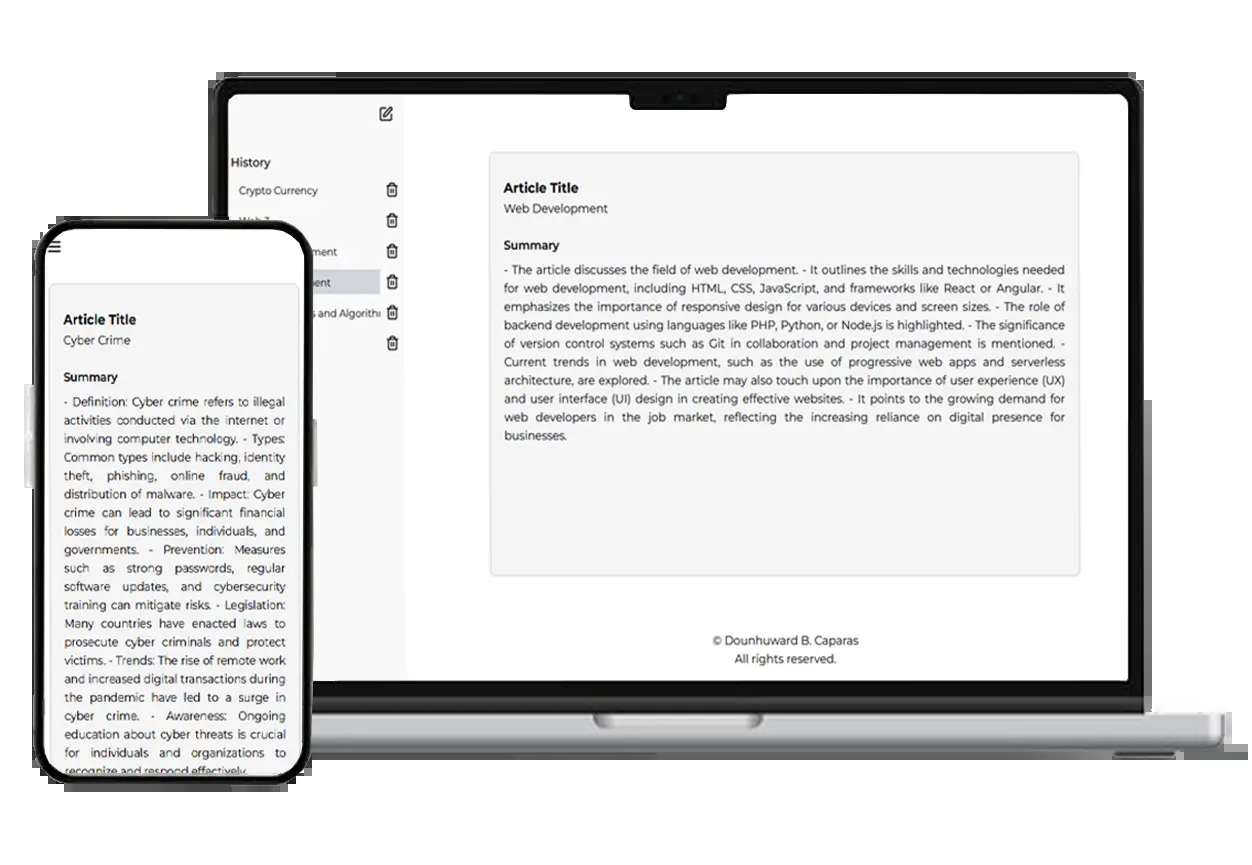 History
Crypto Currency
ment
ent
s and Algorith
Article Title
Web Development
Summary
- The article discusses the field of web development. - It outlines the skills and technologies needed
for web development, including HTML, CSS, JavaScript, and frameworks like React or Angular. - It
emphasizes the importance of responsive design for various devices and screen sizes. - The role of
backend development using languages like PHP, Python, or Node.js is highlighted. - The significance
of version control systems such as Git in collaboration and project management is mentioned. -
Current trends in web development, such as the use of progressive web apps and serverless
architecture, are explored. - The article may also touch upon the importance of user experience (UX)
and user interface (UI) design in creating effective websites. - It points to the growing demand for
web developers in the job market, reflecting the increasing reliance on digital presence for
businesses.
© Dounhuward B. Caparas
All rights reserved.
Article Title
Cyber Crime
Summary
- Definition: Cyber crime refers to illegal
activities conducted via the internet or
involving computer technology. - Types:
Common types include hacking, identity
theft, phishing, online fraud, and
distribution of malware. - Impact: Cyber
crime can lead to significant financial
losses for businesses, individuals, and
governments. - Prevention: Measures
such as strong passwords, regular
software updates, and cybersecurity
training can mitigate risks. - Legislation:
Many countries have enacted laws to
prosecute cyber criminals and protect
victims. - Trends: The rise of remote work
and increased digital transactions during
the pandemic have led to a surge in
cyber crime. - Awareness: Ongoing
education about cyber threats is crucial
for individuals and organizations to
recognize and respond effectively.